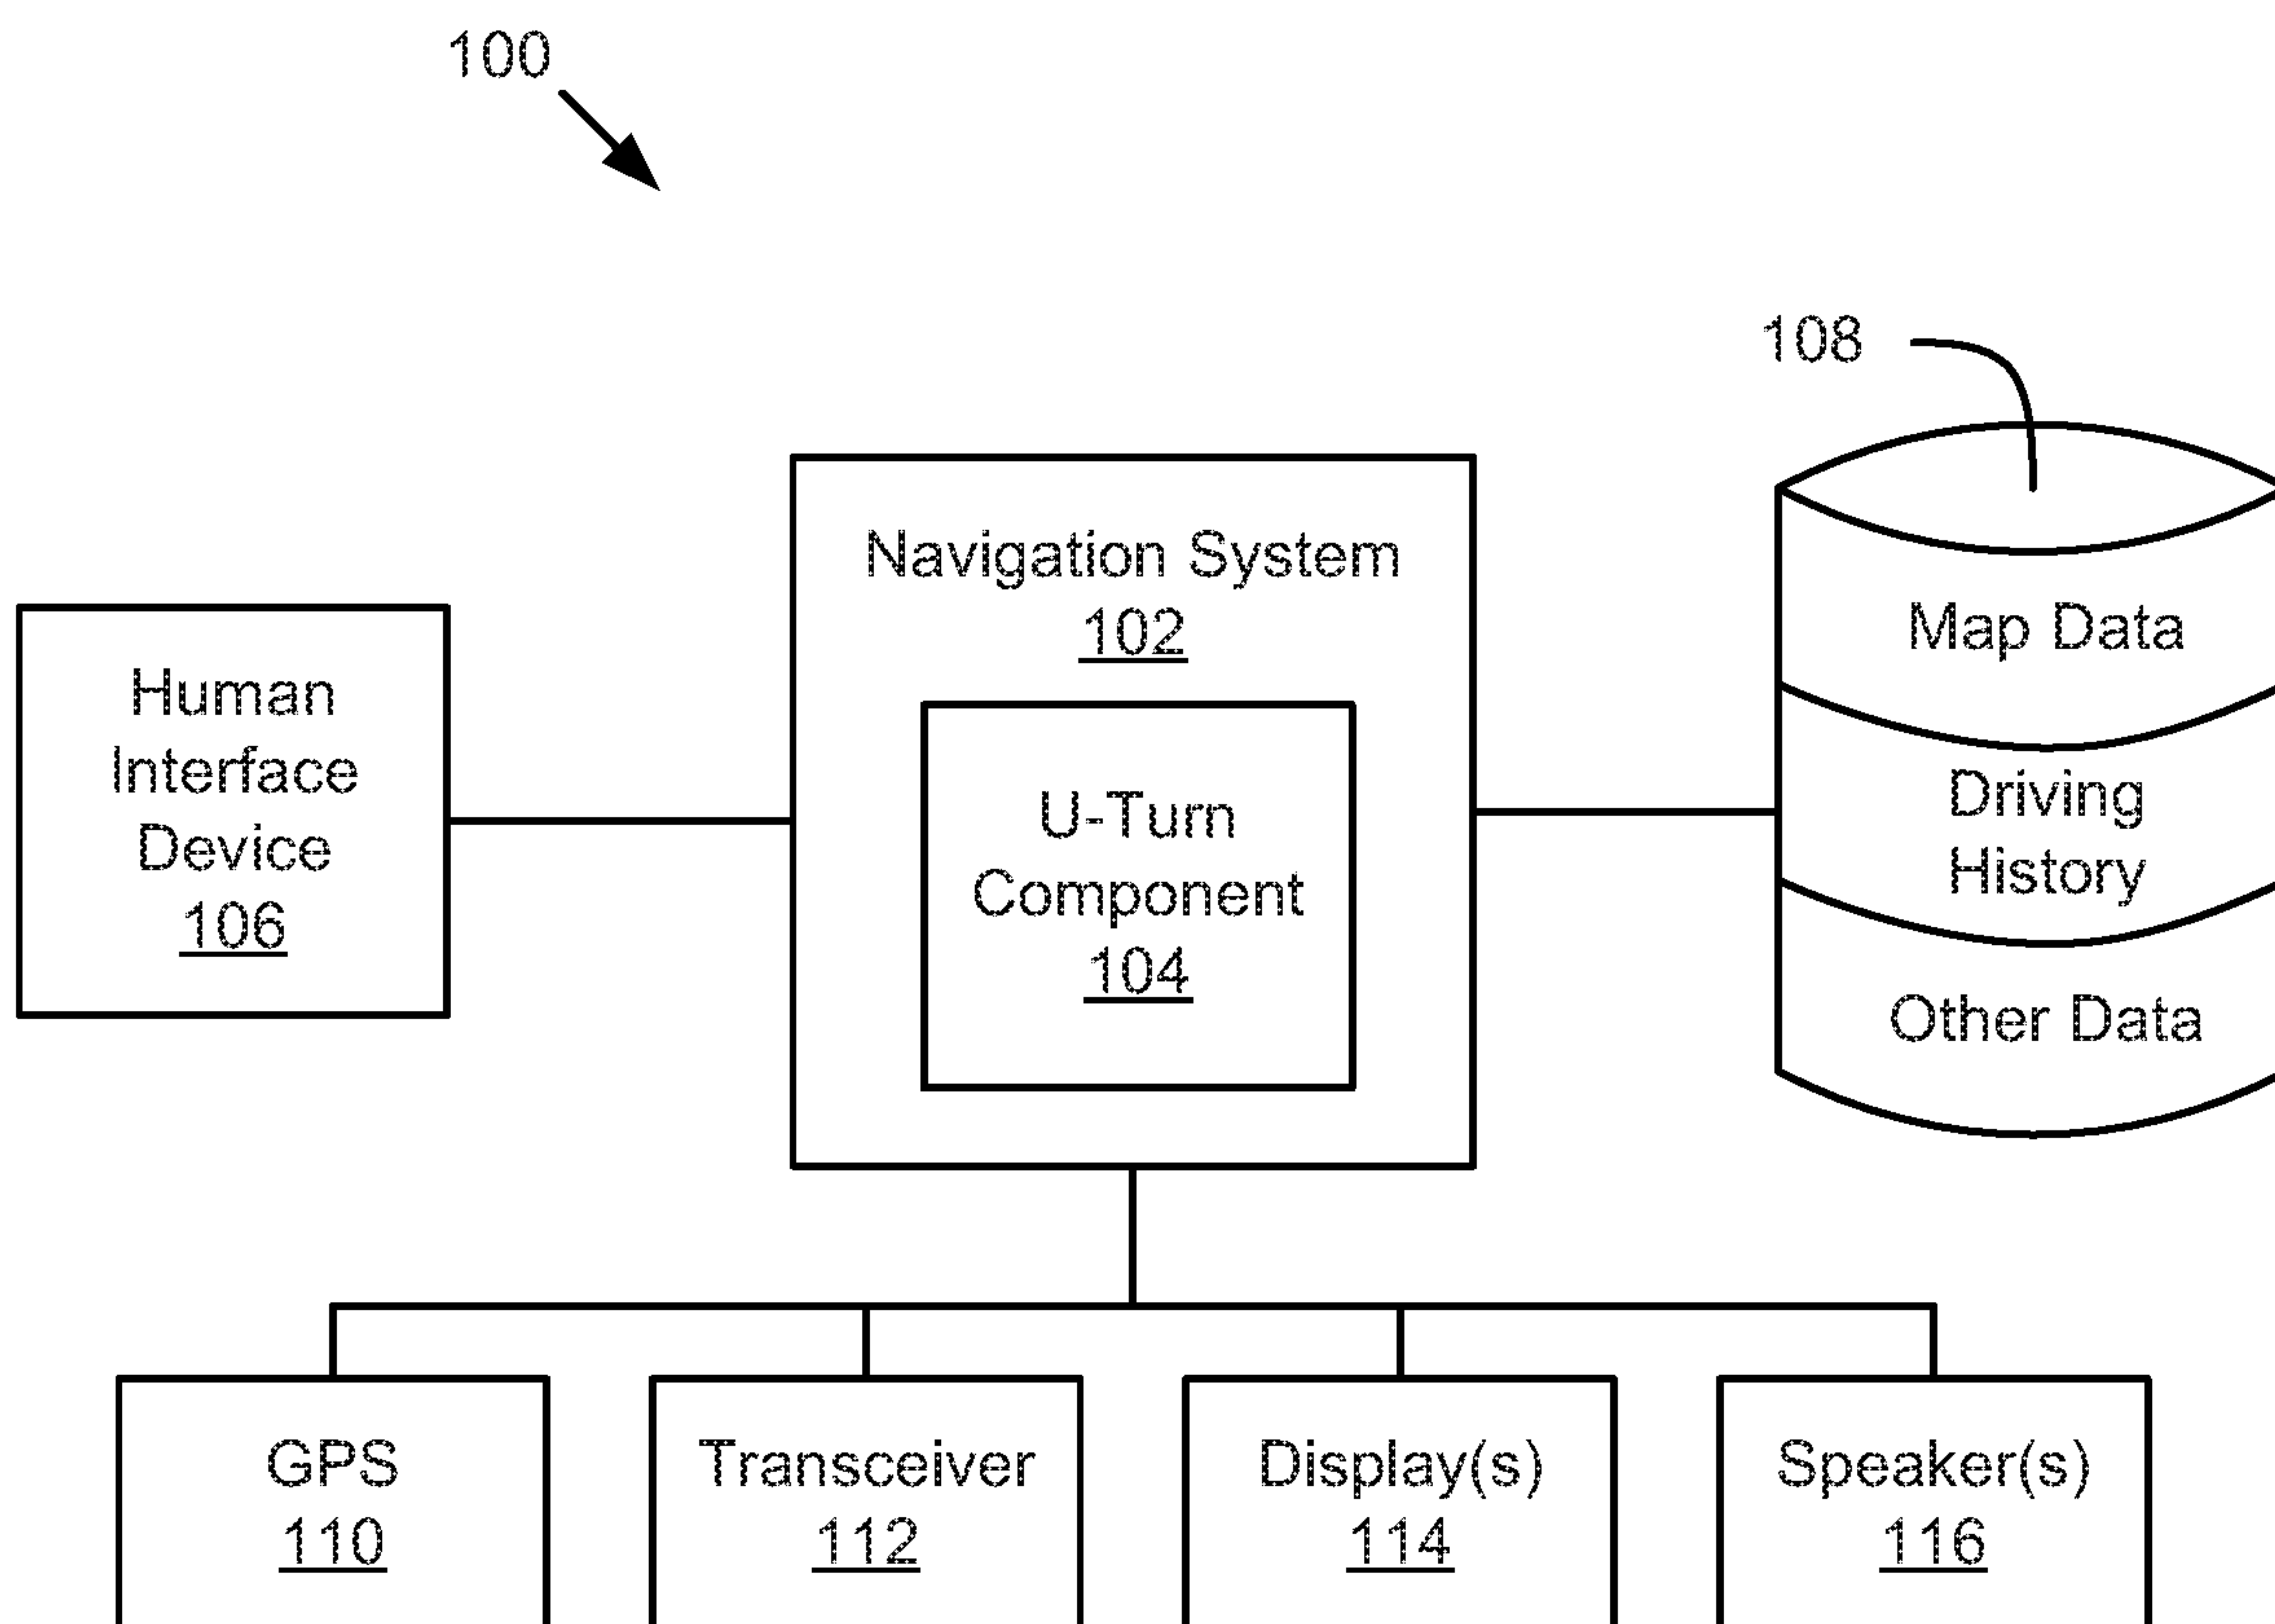 100
108
Navigation System
102
U-Turn
Component
104
Human
Interface
Device
106
Map Data
Driving
History
Other Data
GPS
110
Transceiver
112
Display(s)
114
Speaker(s)
116